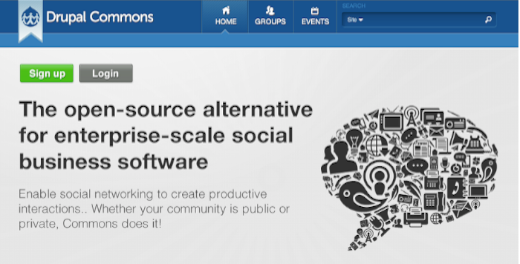 Drupal Commons
HOME
GROUPS
EVENTS
SEARCH
Site
Sign up
Login
The open-source alternative
for enterprise-scale social
business software
Enable social networking to create productive
interactions.. Whether your community is public or
private, Commons does it!